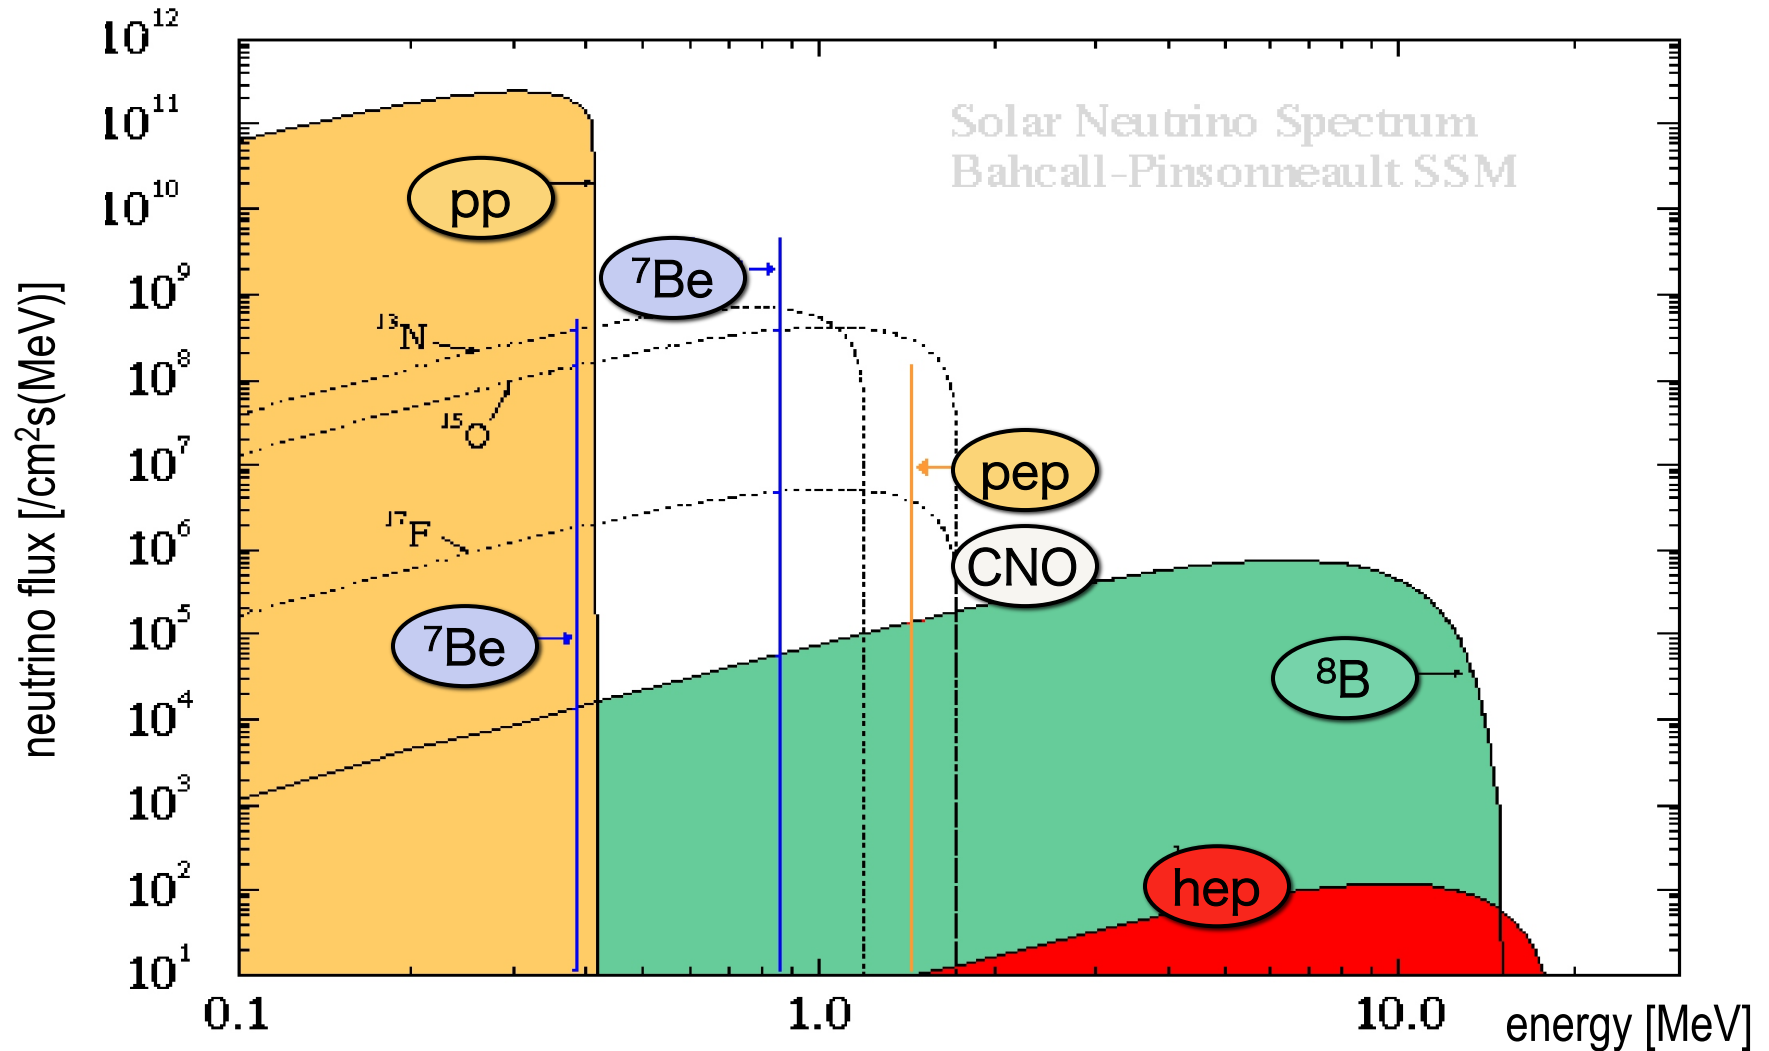 10¹²
10¹¹
10¹⁰
10⁹
10⁸
10⁷
10⁶
10⁵
10⁴
10³
10²
10¹
neutrino flux [/cm²s(MeV)]
Solar Neutrino Spectrum
Bahcall-Pinsonneault SSM
pp
⁷Be
¹³N
¹⁵O
pep
¹⁷F
CNO
⁷Be
⁸B
hep
0.1
1.0
10.0
energy [MeV]